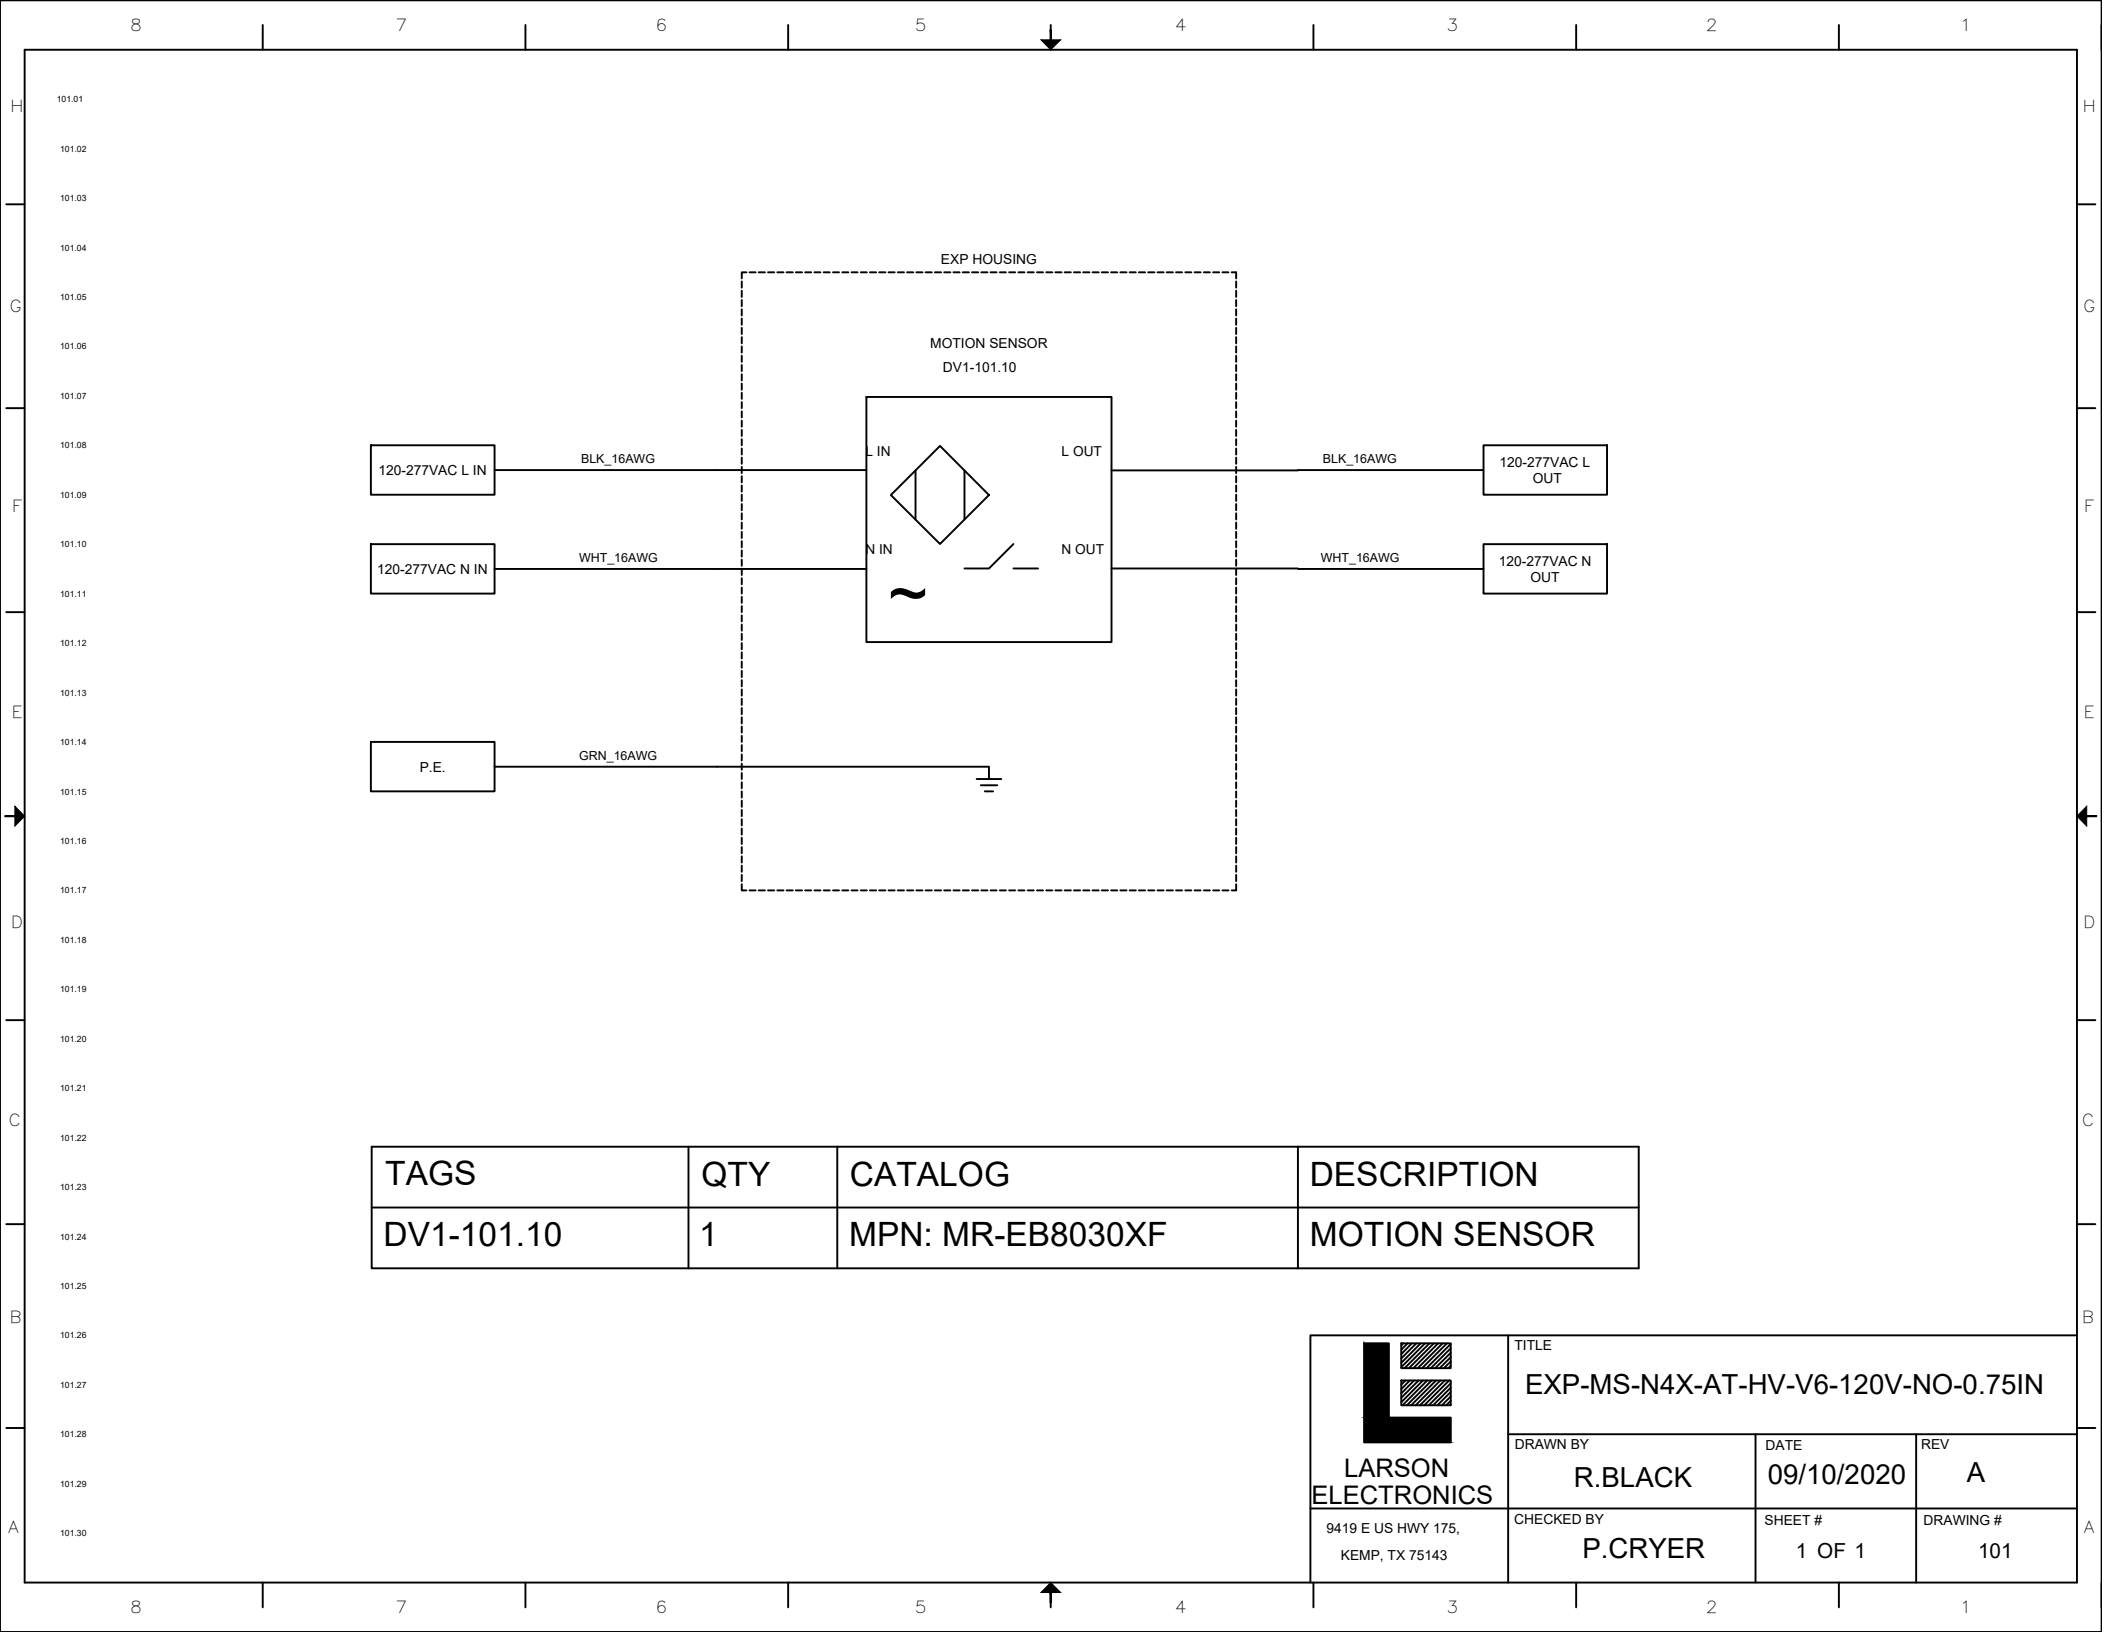 8 7 6 5 4 3 2 1
H H
G G
F F
E E
D D
C C
B B
A A
101.01
101.02
101.03
101.04
101.05
101.06
101.07
101.08
101.09
101.10
101.11
101.12
101.13
101.14
101.15
101.16
101.17
101.18
101.19
101.20
101.21
101.22
101.23
101.24
101.25
101.26
101.27
101.28
101.29
101.30
EXP HOUSING
MOTION SENSOR
DV1-101.10
120-277VAC L IN
BLK_16AWG
L IN
L OUT
BLK_16AWG
120-277VAC L
OUT
120-277VAC N IN
WHT_16AWG
N IN
N OUT
WHT_16AWG
120-277VAC N
OUT
~
P.E.
GRN_16AWG
TAGS QTY CATALOG DESCRIPTION
DV1-101.10 1 MPN: MR-EB8030XF MOTION SENSOR
LARSON
ELECTRONICS
9419 E US HWY 175,
KEMP, TX 75143
TITLE
EXP-MS-N4X-AT-HV-V6-120V-NO-0.75IN
DRAWN BY
R.BLACK
DATE
09/10/2020
REV
A
CHECKED BY
P.CRYER
SHEET #
1 OF 1
DRAWING #
101
8 7 6 5 4 3 2 1